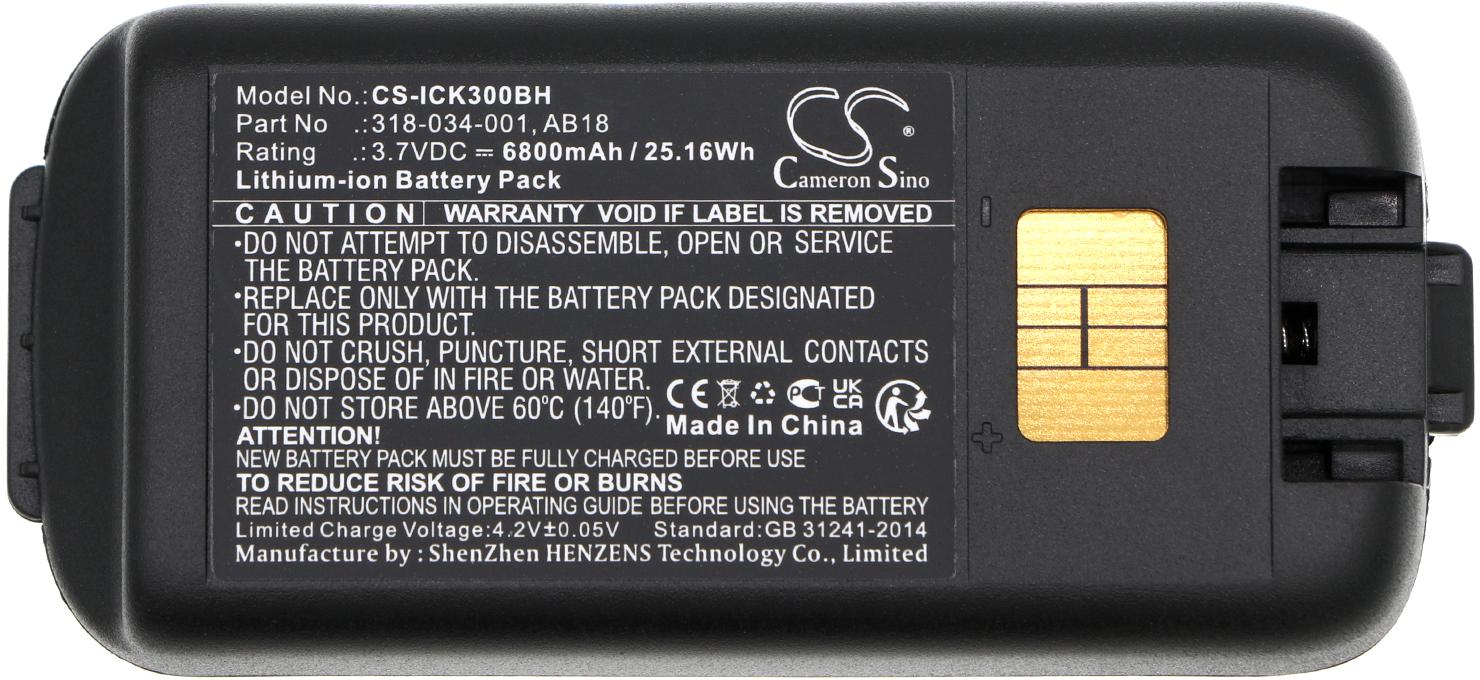 Model No.:CS-ICK300BH
Part No .:318-034-001, AB18
Rating .:3.7VDC ⎓ 6800mAh / 25.16Wh
Lithium-ion Battery Pack
CS®
Cameron Sino
CAUTION| WARRANTY VOID IF LABEL IS REMOVED
•DO NOT ATTEMPT TO DISASSEMBLE, OPEN OR SERVICE
THE BATTERY PACK.
•REPLACE ONLY WITH THE BATTERY PACK DESIGNATED
FOR THIS PRODUCT.
•DO NOT CRUSH, PUNCTURE, SHORT EXTERNAL CONTACTS
OR DISPOSE OF IN FIRE OR WATER.
•DO NOT STORE ABOVE 60°C (140°F).
CE PCT UK CA
Made In China
ATTENTION!
NEW BATTERY PACK MUST BE FULLY CHARGED BEFORE USE
TO REDUCE RISK OF FIRE OR BURNS
READ INSTRUCTIONS IN OPERATING GUIDE BEFORE USING THE BATTERY
Limited Charge Voltage:4.2V±0.05V Standard:GB 31241-2014
Manufacture by : ShenZhen HENZENS Technology Co., Limited
-
+